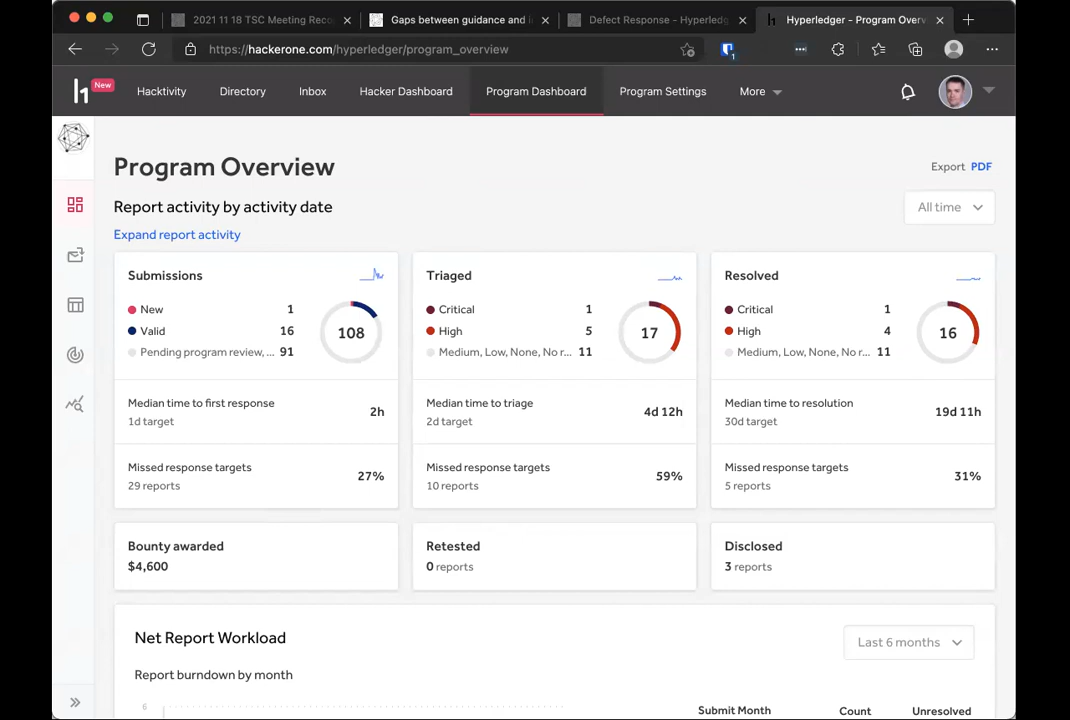 2021 11 18 TSC Meeting Reco
Gaps between guidance and i
Defect Response - Hyperledg
Hyperledger - Program Overv
https://hackerone.com/hyperledger/program_overview
1
h1 New
Hacktivity
Directory
Inbox
Hacker Dashboard
Program Dashboard
Program Settings
More
Program Overview
Export PDF
Report activity by activity date
All time
Expand report activity
Submissions
New 1
Valid 16
Pending program review, ... 91
108
Median time to first response
1d target
2h
Missed response targets
29 reports
27%
Triaged
Critical 1
High 5
Medium, Low, None, No r... 11
17
Median time to triage
2d target
4d 12h
Missed response targets
10 reports
59%
Resolved
Critical 1
High 4
Medium, Low, None, No r... 11
16
Median time to resolution
30d target
19d 11h
Missed response targets
5 reports
31%
Bounty awarded
$4,600
Retested
0 reports
Disclosed
3 reports
Net Report Workload
Last 6 months
Report burndown by month
6
Submit Month Count Unresolved